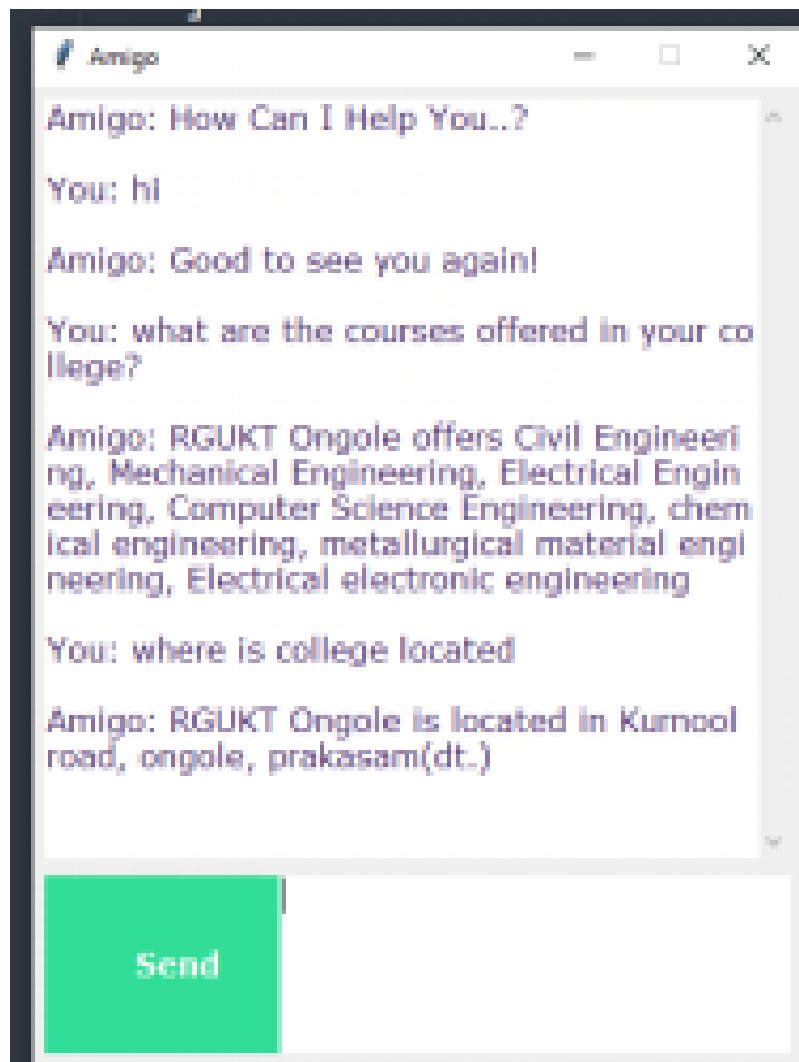 Amigo
Amigo: How Can I Help You..?
You: hi
Amigo: Good to see you again!
You: what are the courses offered in your co
llege?
Amigo: RGUKT Ongole offers Civil Engineeri
ng, Mechanical Engineering, Electrical Engin
eering, Computer Science Engineering, chem
ical engineering, metallurgical material engi
neering, Electrical electronic engineering
You: where is college located
Amigo: RGUKT Ongole is located in Kurnool
road, ongole, prakasam(dt.)
Send